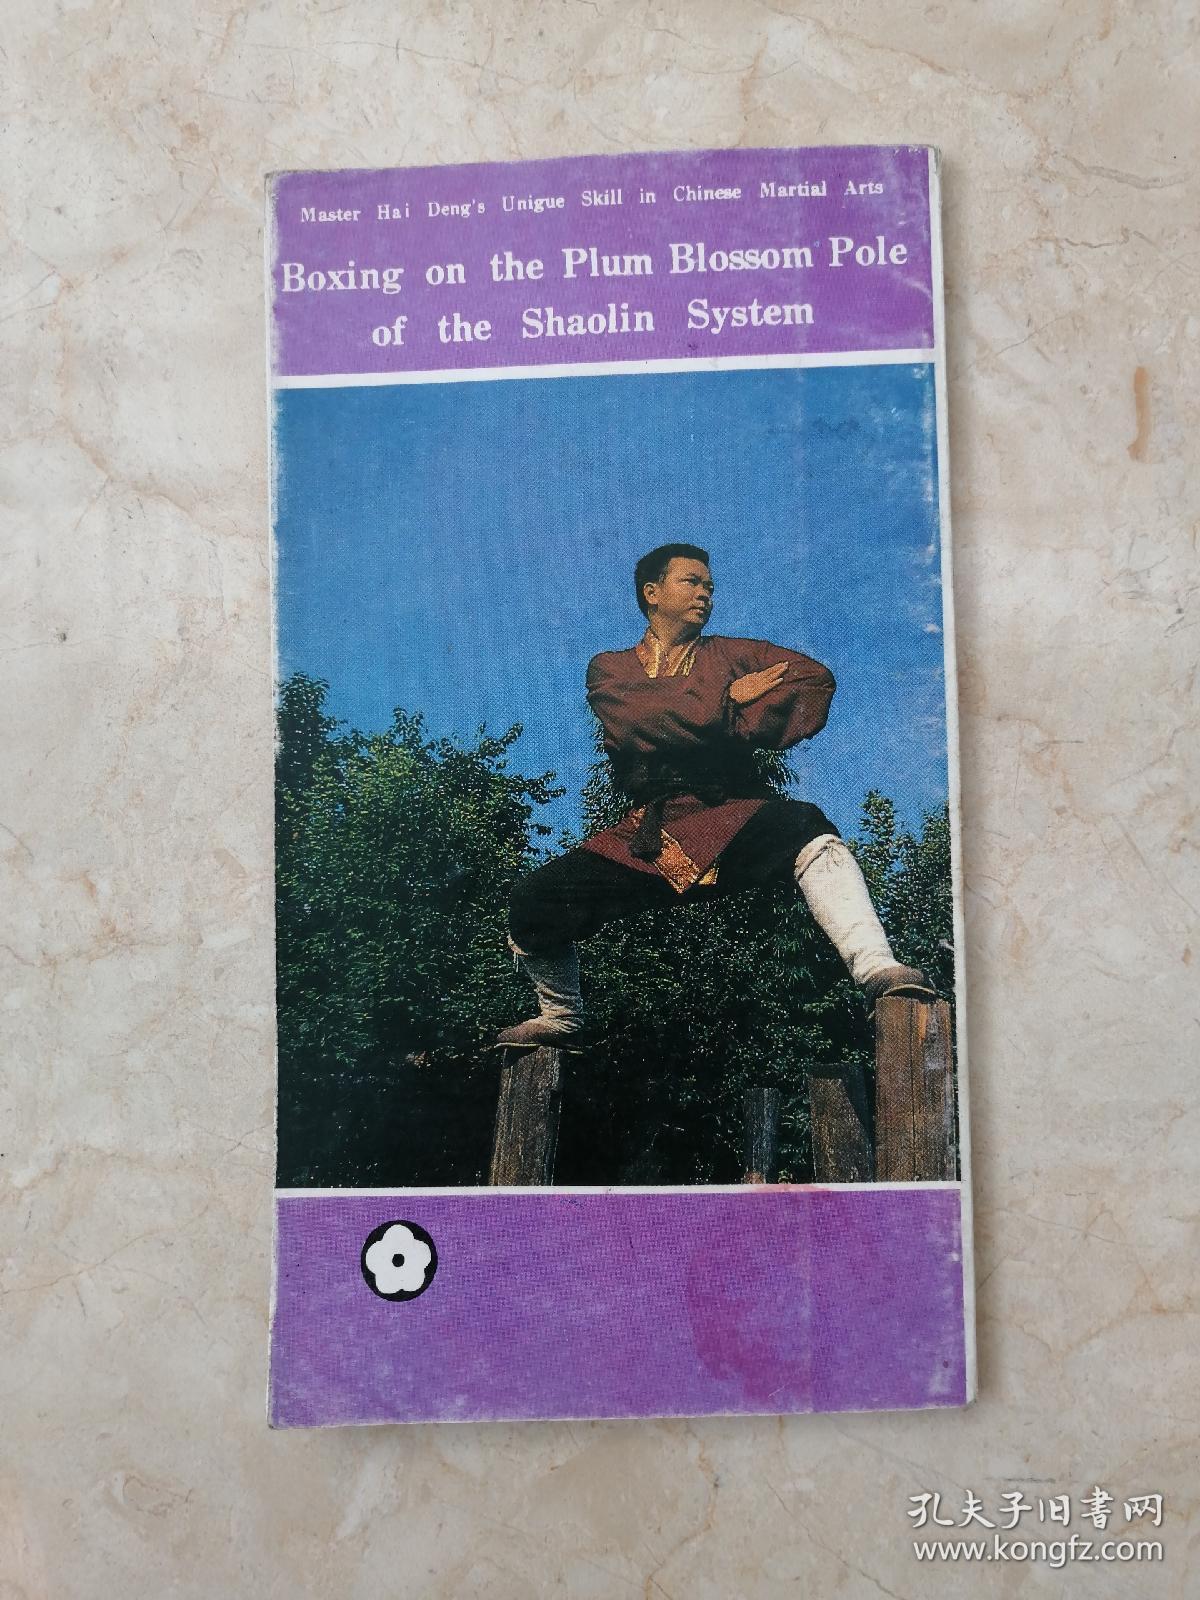 Master Hai Deng's Unigue Skill in Chinese Martial Arts
Boxing on the Plum Blossom Pole
of the Shaolin System
孔夫子旧书网
www.kongfz.com